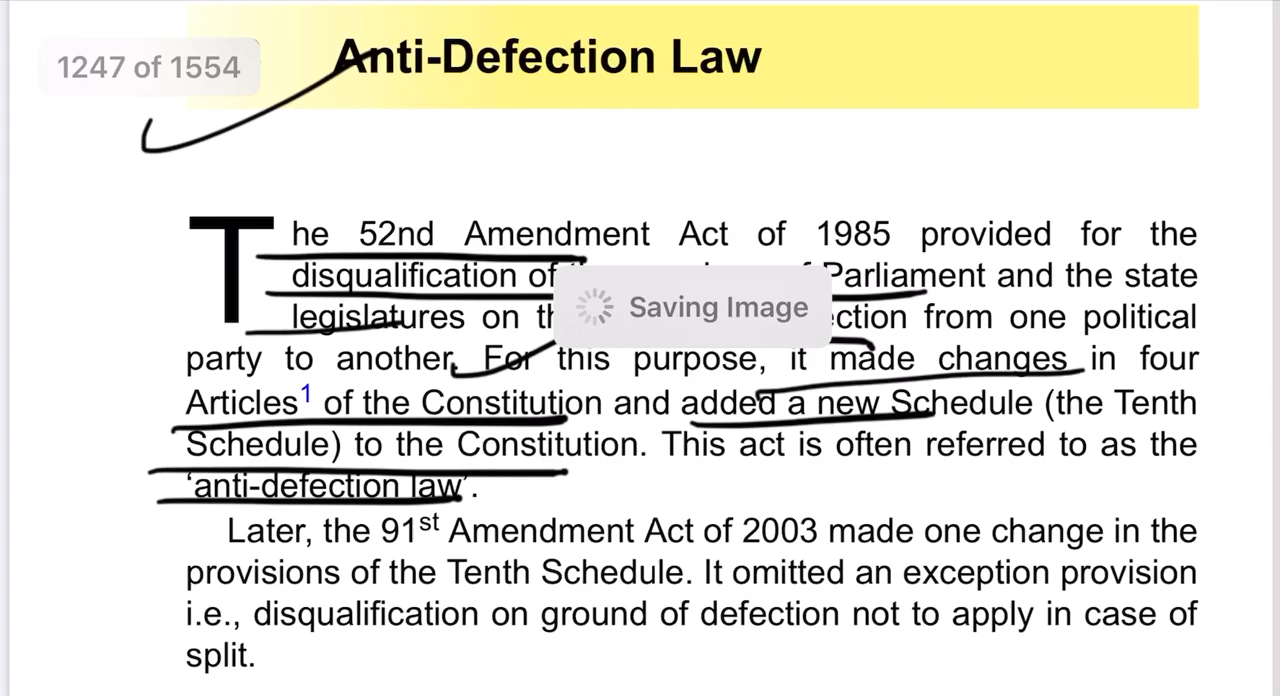 1247 of 1554
Anti-Defection Law
The 52nd Amendment Act of 1985 provided for the
disqualification of Parliament and the state
legislatures on from one political
Saving Image
party to another. For this purpose, it made changes in four
Articles1 of the Constitution and added a new Schedule (the Tenth
Schedule) to the Constitution. This act is often referred to as the
‘anti-defection law’.
Later, the 91st Amendment Act of 2003 made one change in the
provisions of the Tenth Schedule. It omitted an exception provision
i.e., disqualification on ground of defection not to apply in case of
split.